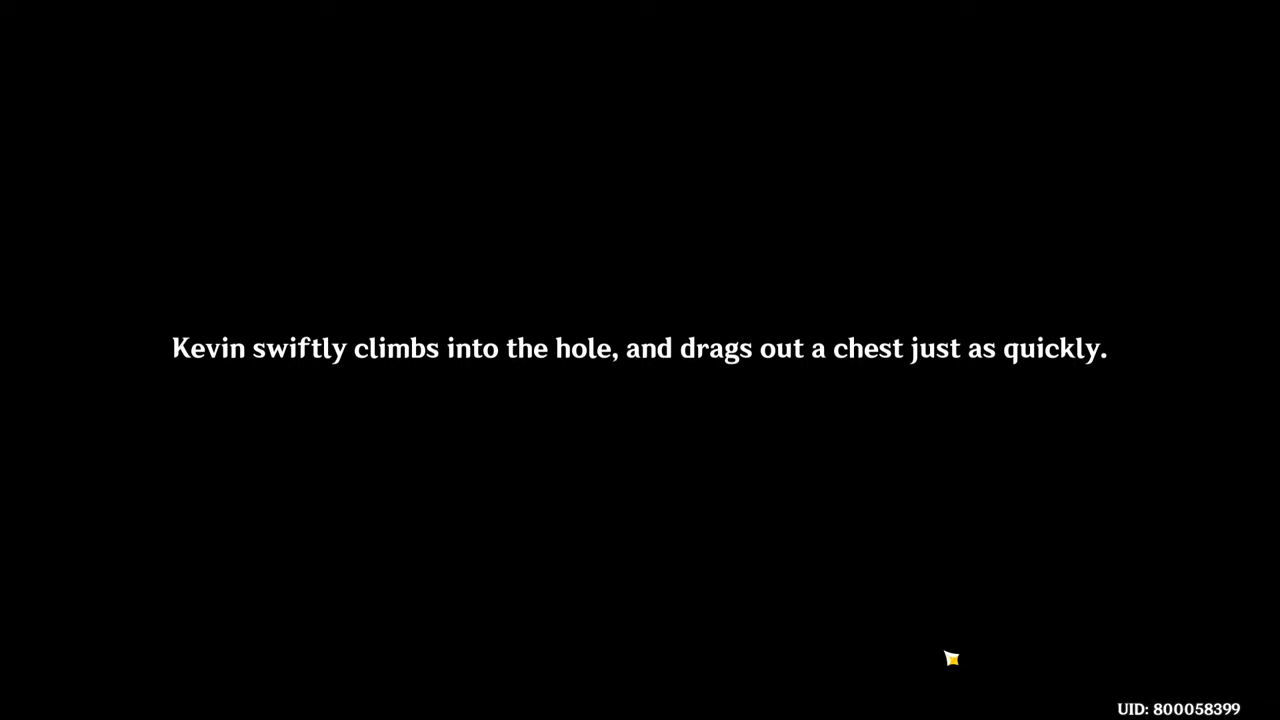 Kevin swiftly climbs into the hole, and drags out a chest just as quickly.
UID: 800058399